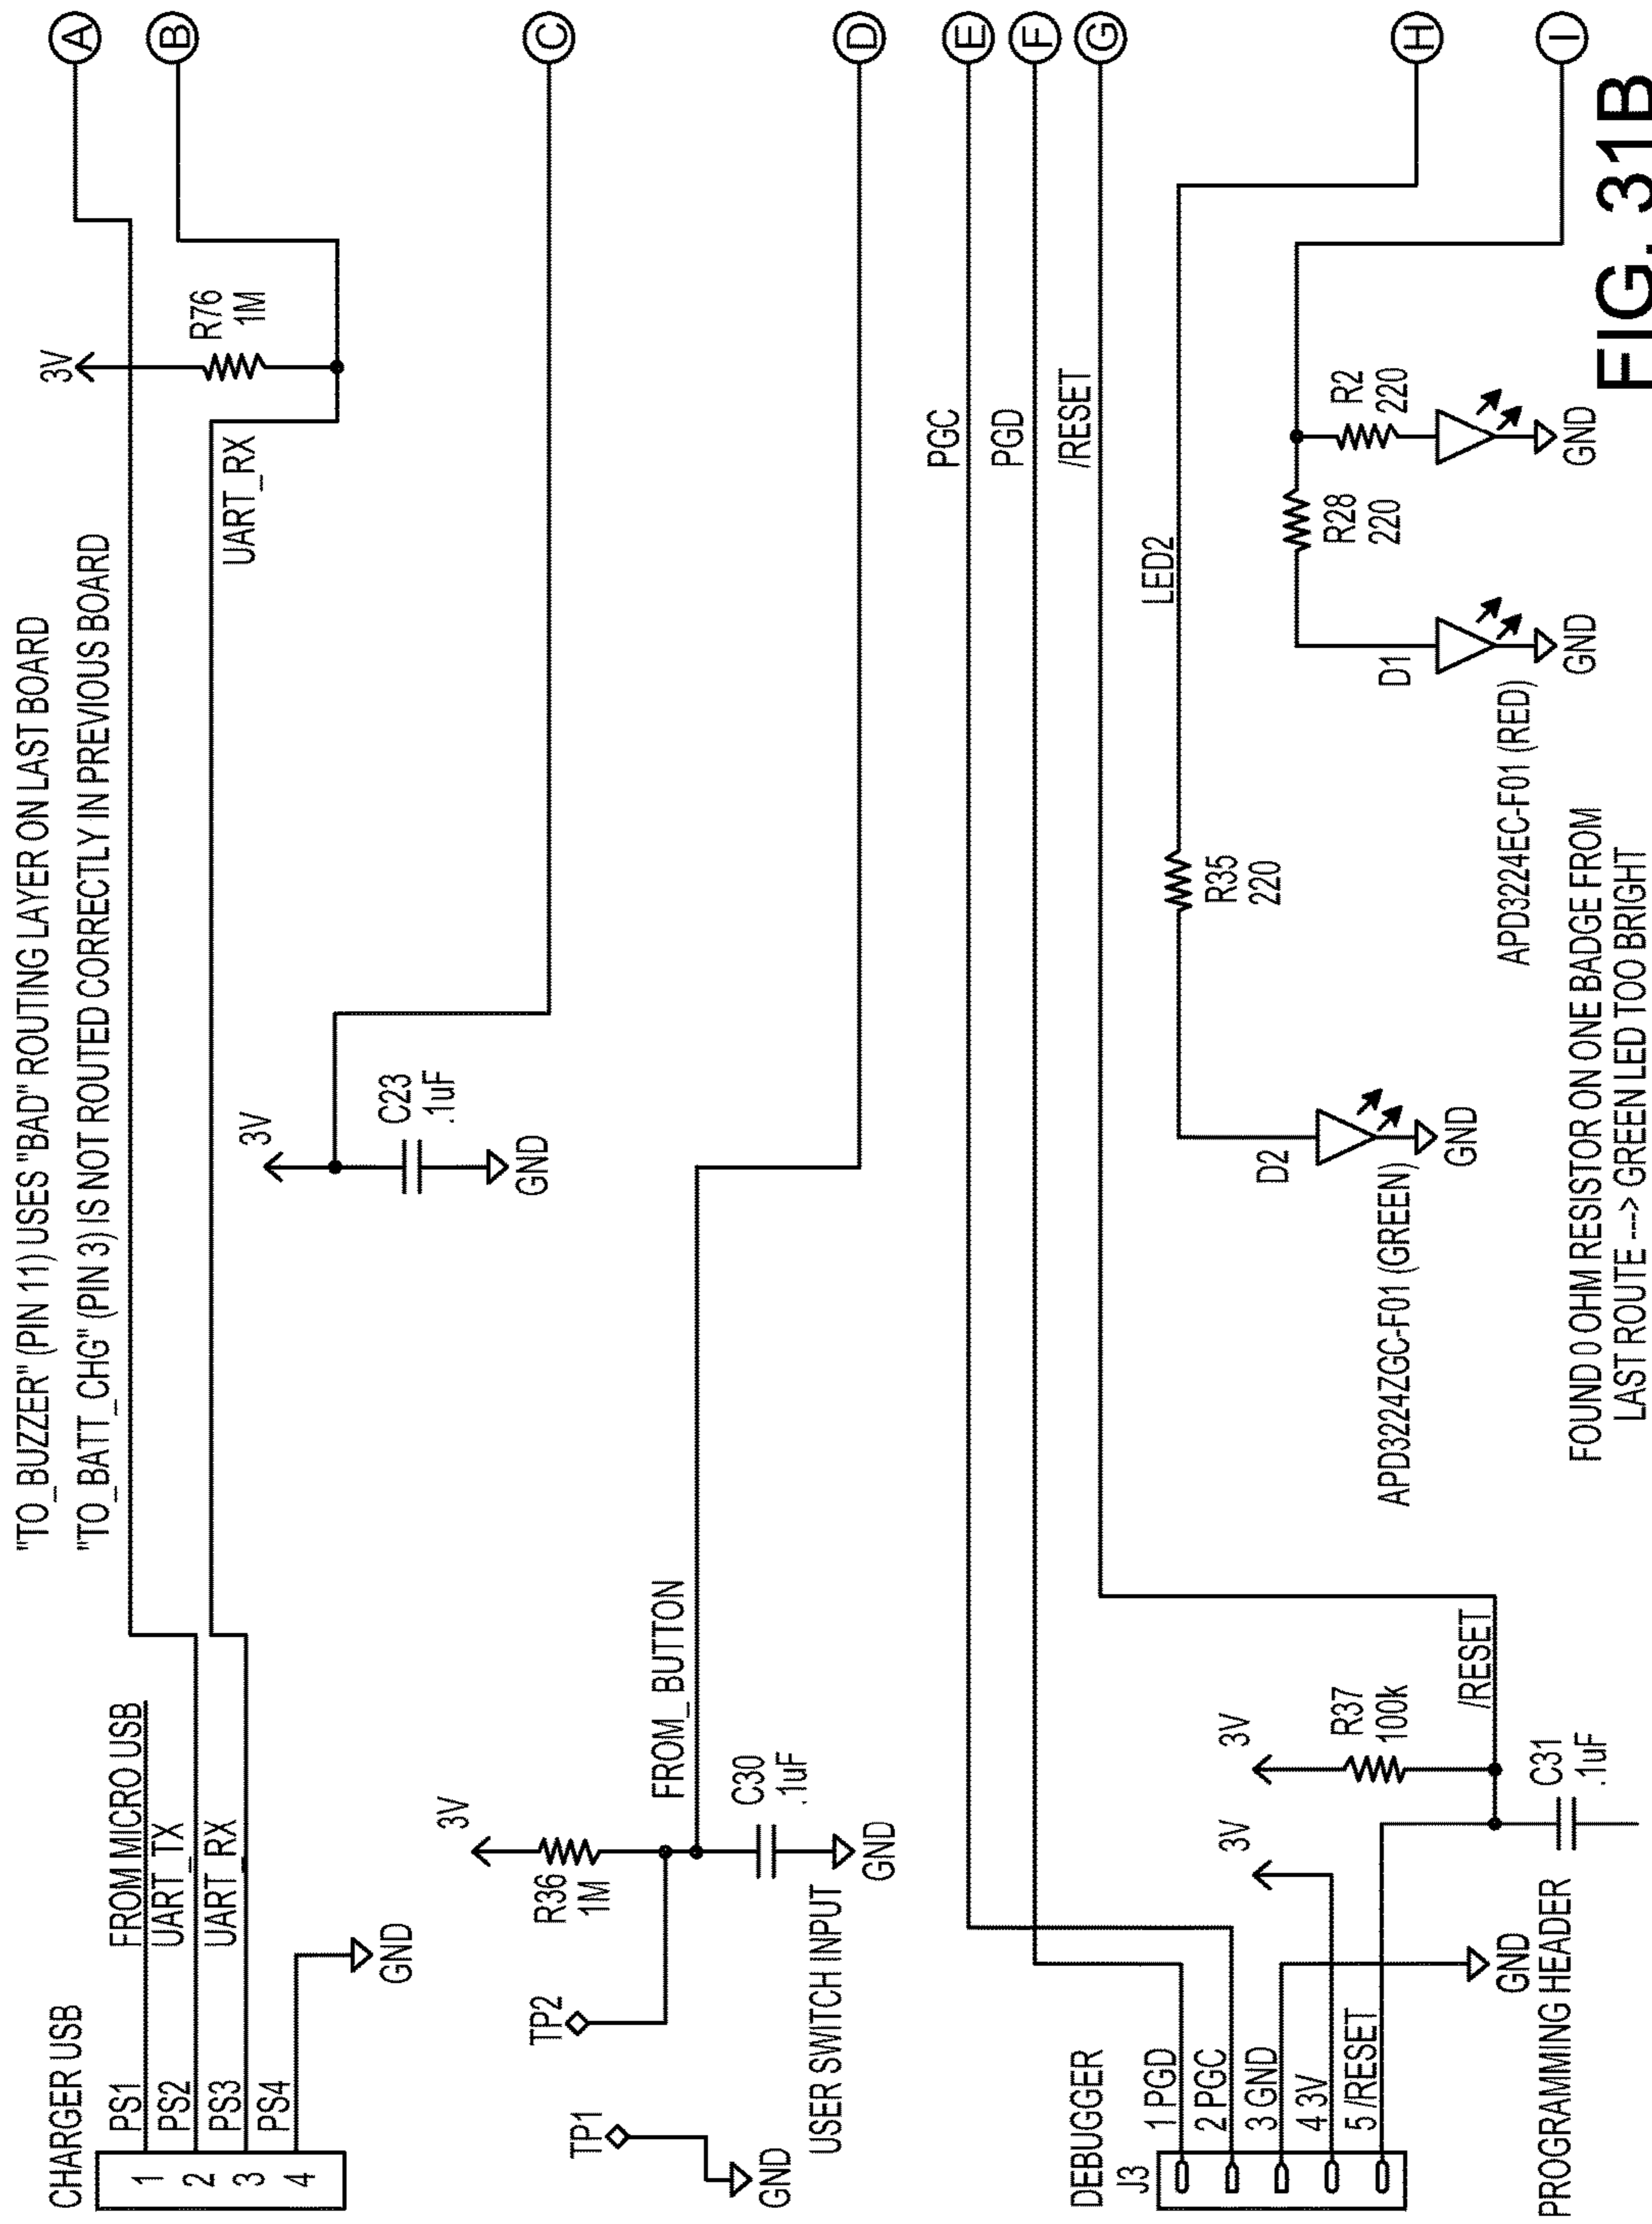 "TO_BUZZER" (PIN 11) USES "BAD" ROUTING LAYER ON LAST BOARD
"TO_BATT_CHG" (PIN 3) IS NOT ROUTED CORRECTLY IN PREVIOUS BOARD
CHARGER USB
1
2
3
4
PS1
PS2
PS3
PS4
FROM MICRO USB
UART_TX
UART_RX
GND
UART_RX
3V
R76
1M
A
B
3V
C23
.1uF
GND
C
TP1
GND
TP2
3V
R36
1M
FROM_BUTTON
C30
.1uF
GND
USER SWITCH INPUT
D
PGC
E
PGD
F
/RESET
G
DEBUGGER
J3
1 PGD
2 PGC
3 GND
4 3V
5 /RESET
GND
PROGRAMMING HEADER
3V
3V
R37
100k
/RESET
C31
.1uF
LED2
R35
220
D2
GND
APD3224ZGC-F01 (GREEN)
H
D1
R28
220
R2
220
GND
GND
APD3224EC-F01 (RED)
I
FOUND 0 OHM RESISTOR ON ONE BADGE FROM
LAST ROUTE ---> GREEN LED TOO BRIGHT
FIG. 31B